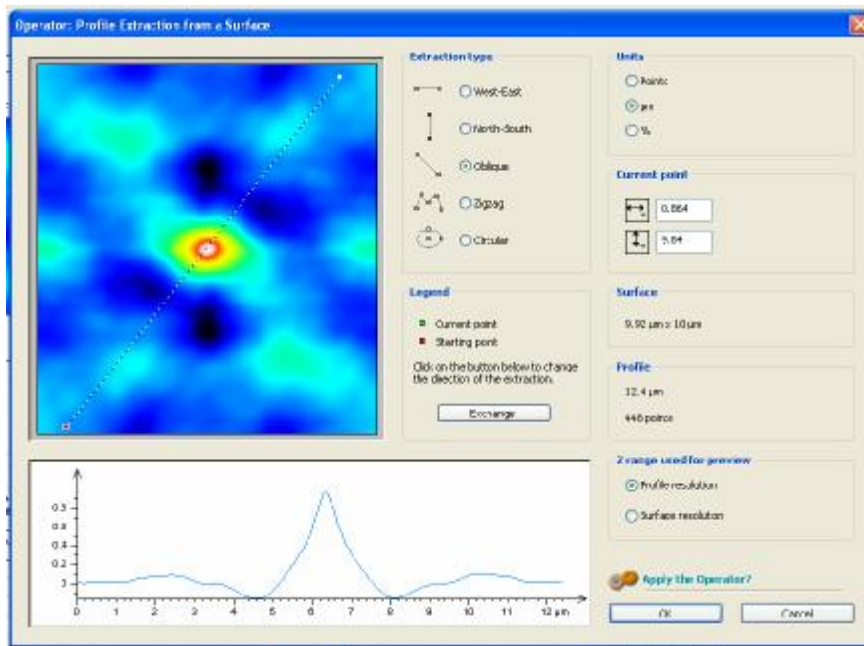 Operator: Profile Extraction from a Surface
Extraction type
West-East
North-South
Oblique
Zigzag
Circular
Legend
Current point
Starting point
Click on the button below to change
the direction of the extraction.
Exchange
Units
Points
µm
%
Current point
0.864
9.84
Surface
9.92 µm x 10 µm
Profile
12.4 µm
448 points
Z range used for preview
Profile resolution
Surface resolution
Apply the Operator?
OK
Cancel
0.4
0.2
0 1 2 3 4 5 6 7 8 9 10 11 12 µm